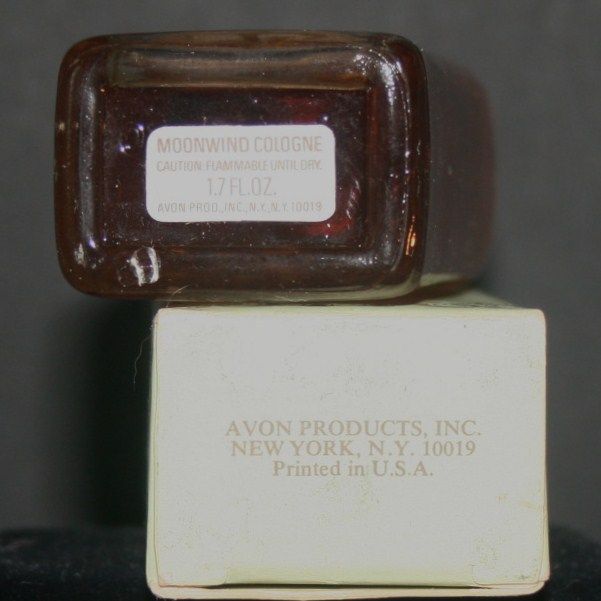 MOONWIND COLOGNE
CAUTION: FLAMMABLE UNTIL DRY.
1.7 FL.OZ.
AVON PROD., INC., N.Y., N.Y. 10019
AVON PRODUCTS, INC.
NEW YORK, N.Y. 10019
Printed in U.S.A.